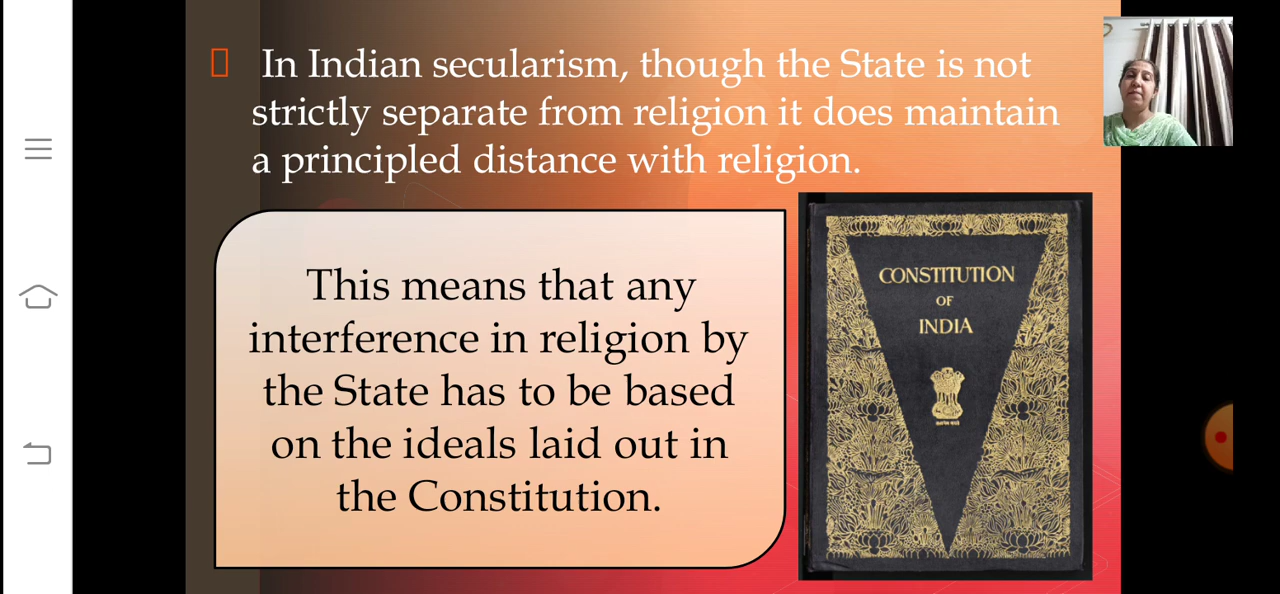 In Indian secularism, though the State is not
strictly separate from religion it does maintain
a principled distance with religion.
This means that any
interference in religion by
the State has to be based
on the ideals laid out in
the Constitution.
CONSTITUTION
OF
INDIA